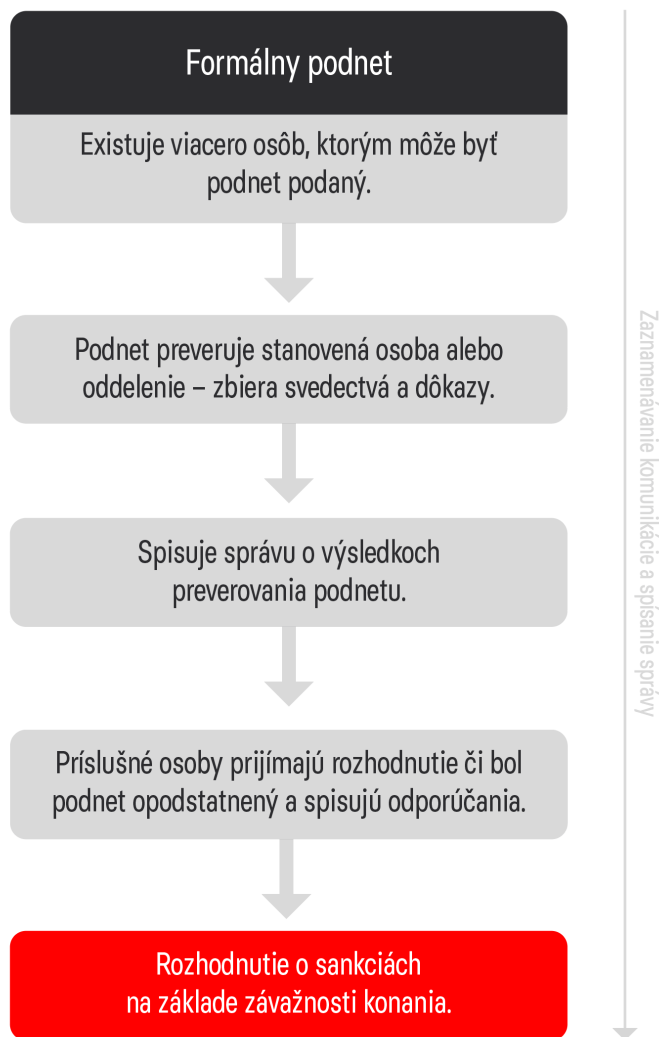 Formálny podnet
Existuje viacero osôb, ktorým môže byť
podnet podaný.
Podnet preveruje stanovená osoba alebo
oddelenie – zbiera svedectvá a dôkazy.
Spisuje správu o výsledkoch
preverovania podnetu.
Príslušné osoby prijímajú rozhodnutie či bol
podnet opodstatnený a spisujú odporúčania.
Rozhodnutie o sankciách
na základe závažnosti konania.
Zaznamenávanie komunikácie a spísanie správy